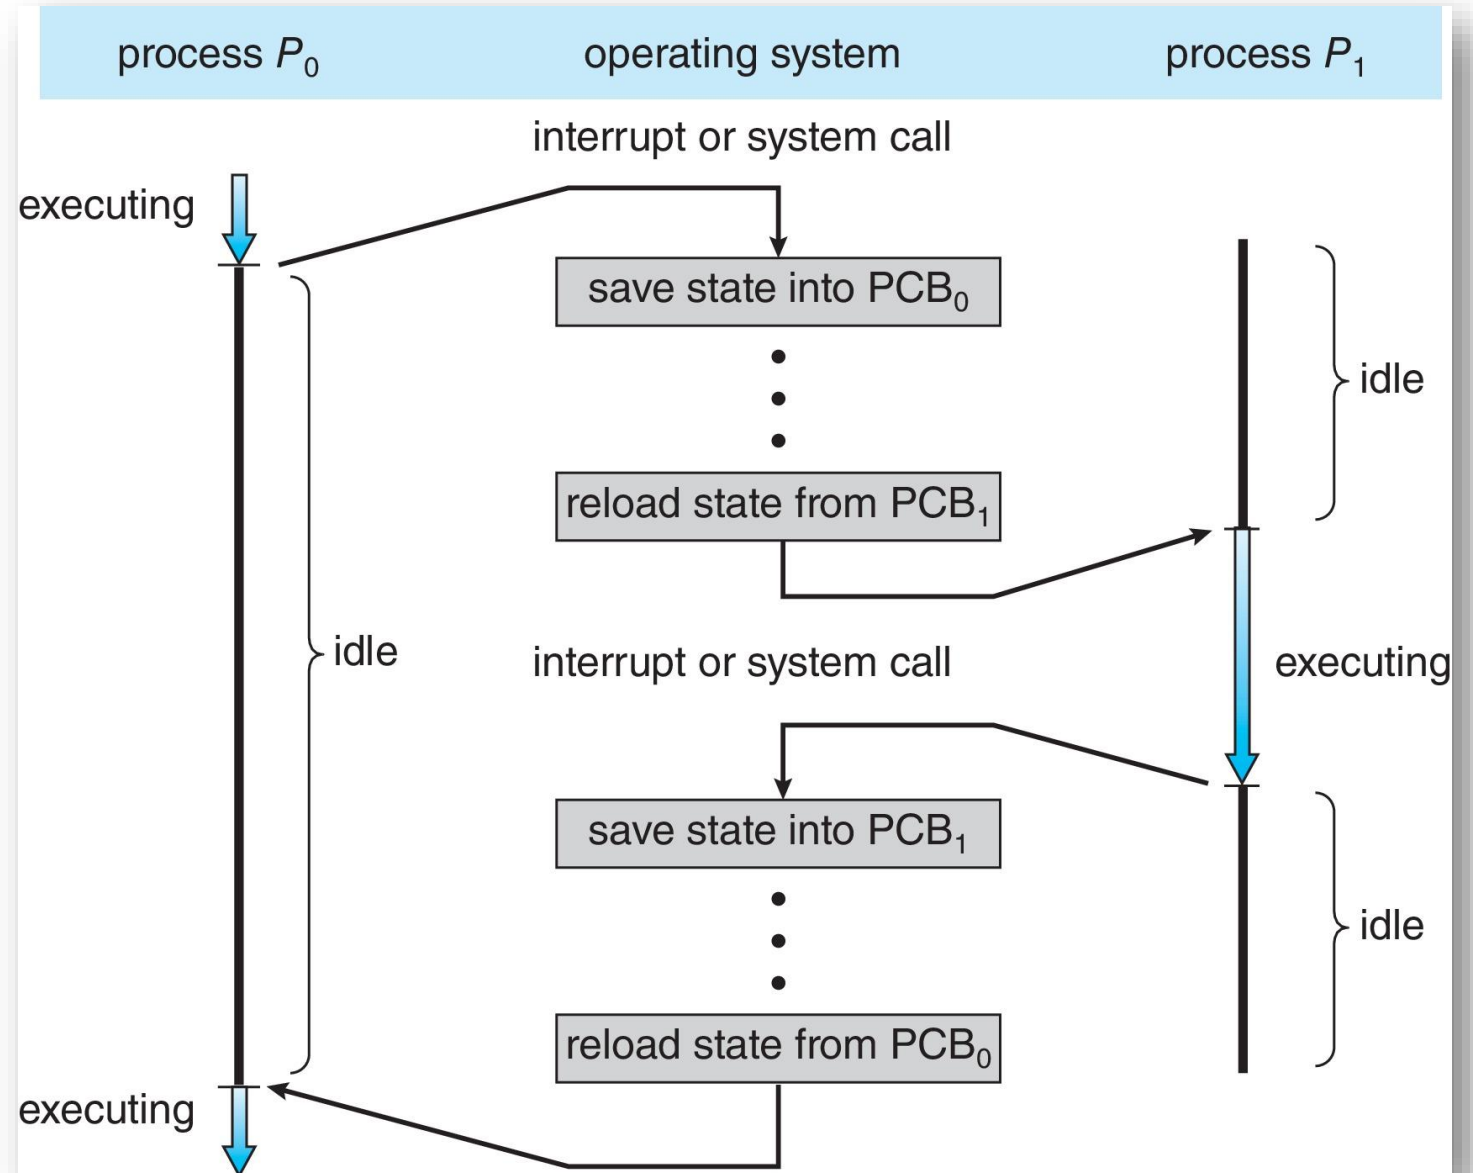 process P₀ operating system process P₁
interrupt or system call
executing
save state into PCB₀
idle
reload state from PCB₁
idle
interrupt or system call
executing
save state into PCB₁
idle
reload state from PCB₀
executing